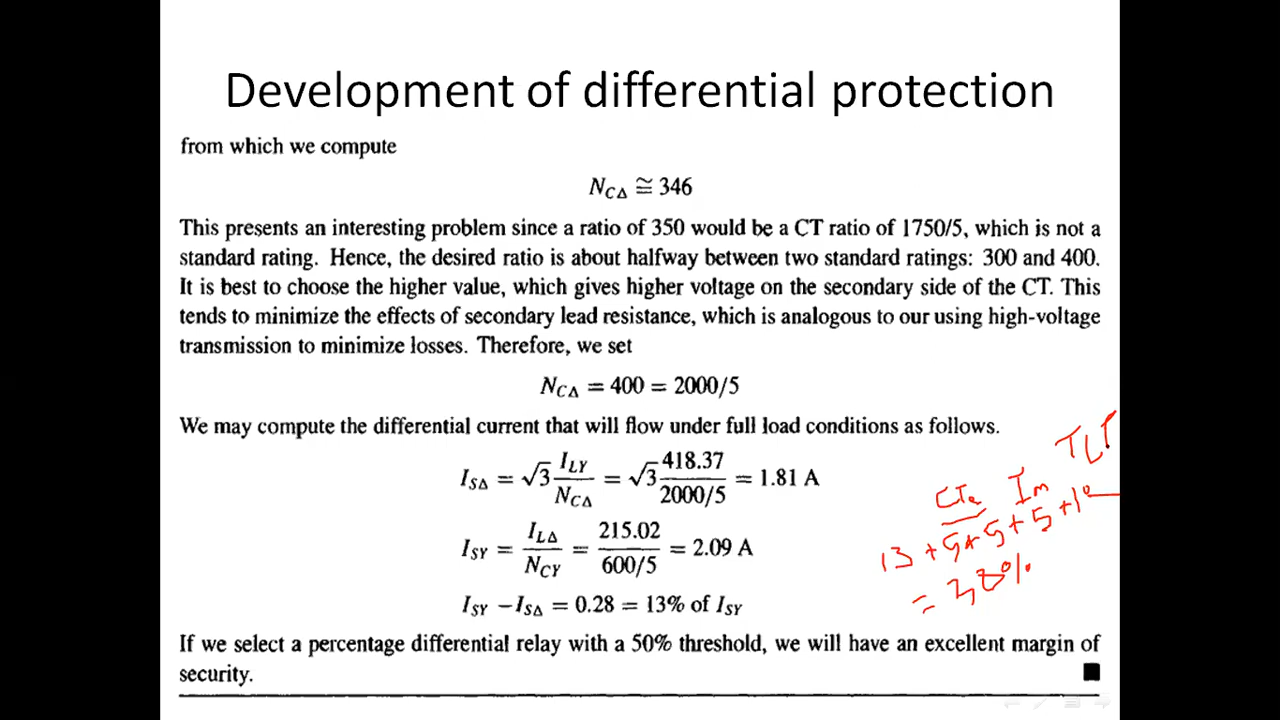 Development of differential protection
from which we compute
N_CΔ ≅ 346
This presents an interesting problem since a ratio of 350 would be a CT ratio of 1750/5, which is not a
standard rating. Hence, the desired ratio is about halfway between two standard ratings: 300 and 400.
It is best to choose the higher value, which gives higher voltage on the secondary side of the CT. This
tends to minimize the effects of secondary lead resistance, which is analogous to our using high-voltage
transmission to minimize losses. Therefore, we set
N_CΔ = 400 = 2000/5
We may compute the differential current that will flow under full load conditions as follows.
I_SΔ = √3 I_LY/N_CΔ = √3 418.37/(2000/5) = 1.81 A
I_SY = I_LΔ/N_CY = 215.02/(600/5) = 2.09 A
I_SY − I_SΔ = 0.28 = 13% of I_SY
CTe Im
13 + 5+5+5+10
= 38%
If we select a percentage differential relay with a 50% threshold, we will have an excellent margin of
security.